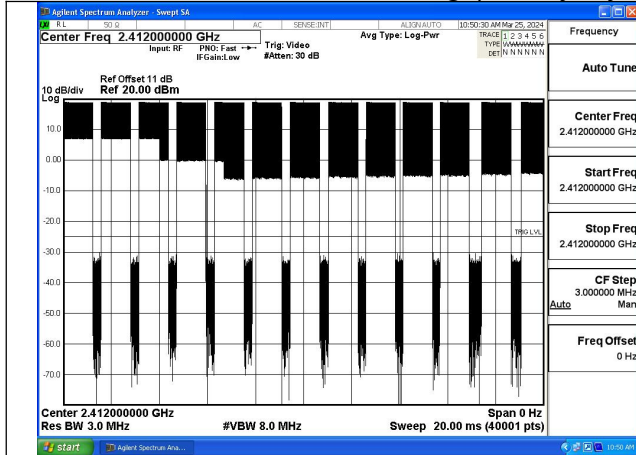 Agilent Spectrum Analyzer - Swept SA
RL 50 Ω AC SENSE:INT ALIGNAUTO 10:50:30 AM Mar 25, 2024
Center Freq 2.412000000 GHz
Input: RF PNO: Fast Trig: Video Avg Type: Log-Pwr TRACE 1 2 3 4 5 6
IFGain:Low #Atten: 30 dB TYPE WWWWWW
DET N N N N N N
Ref Offset 11 dB
10 dB/div Ref 20.00 dBm
Log
10.0
0.00
-10.0
-20.0
TRIG LVL
-30.0
-40.0
-50.0
-60.0
-70.0
Center 2.412000000 GHz Span 0 Hz
Res BW 3.0 MHz #VBW 8.0 MHz Sweep 20.00 ms (40001 pts)
Frequency
Auto Tune
Center Freq
2.412000000 GHz
Start Freq
2.412000000 GHz
Stop Freq
2.412000000 GHz
CF Step
3.000000 MHz
Auto Man
Freq Offset
0 Hz
start Agilent Spectrum Ana... 10:50 AM